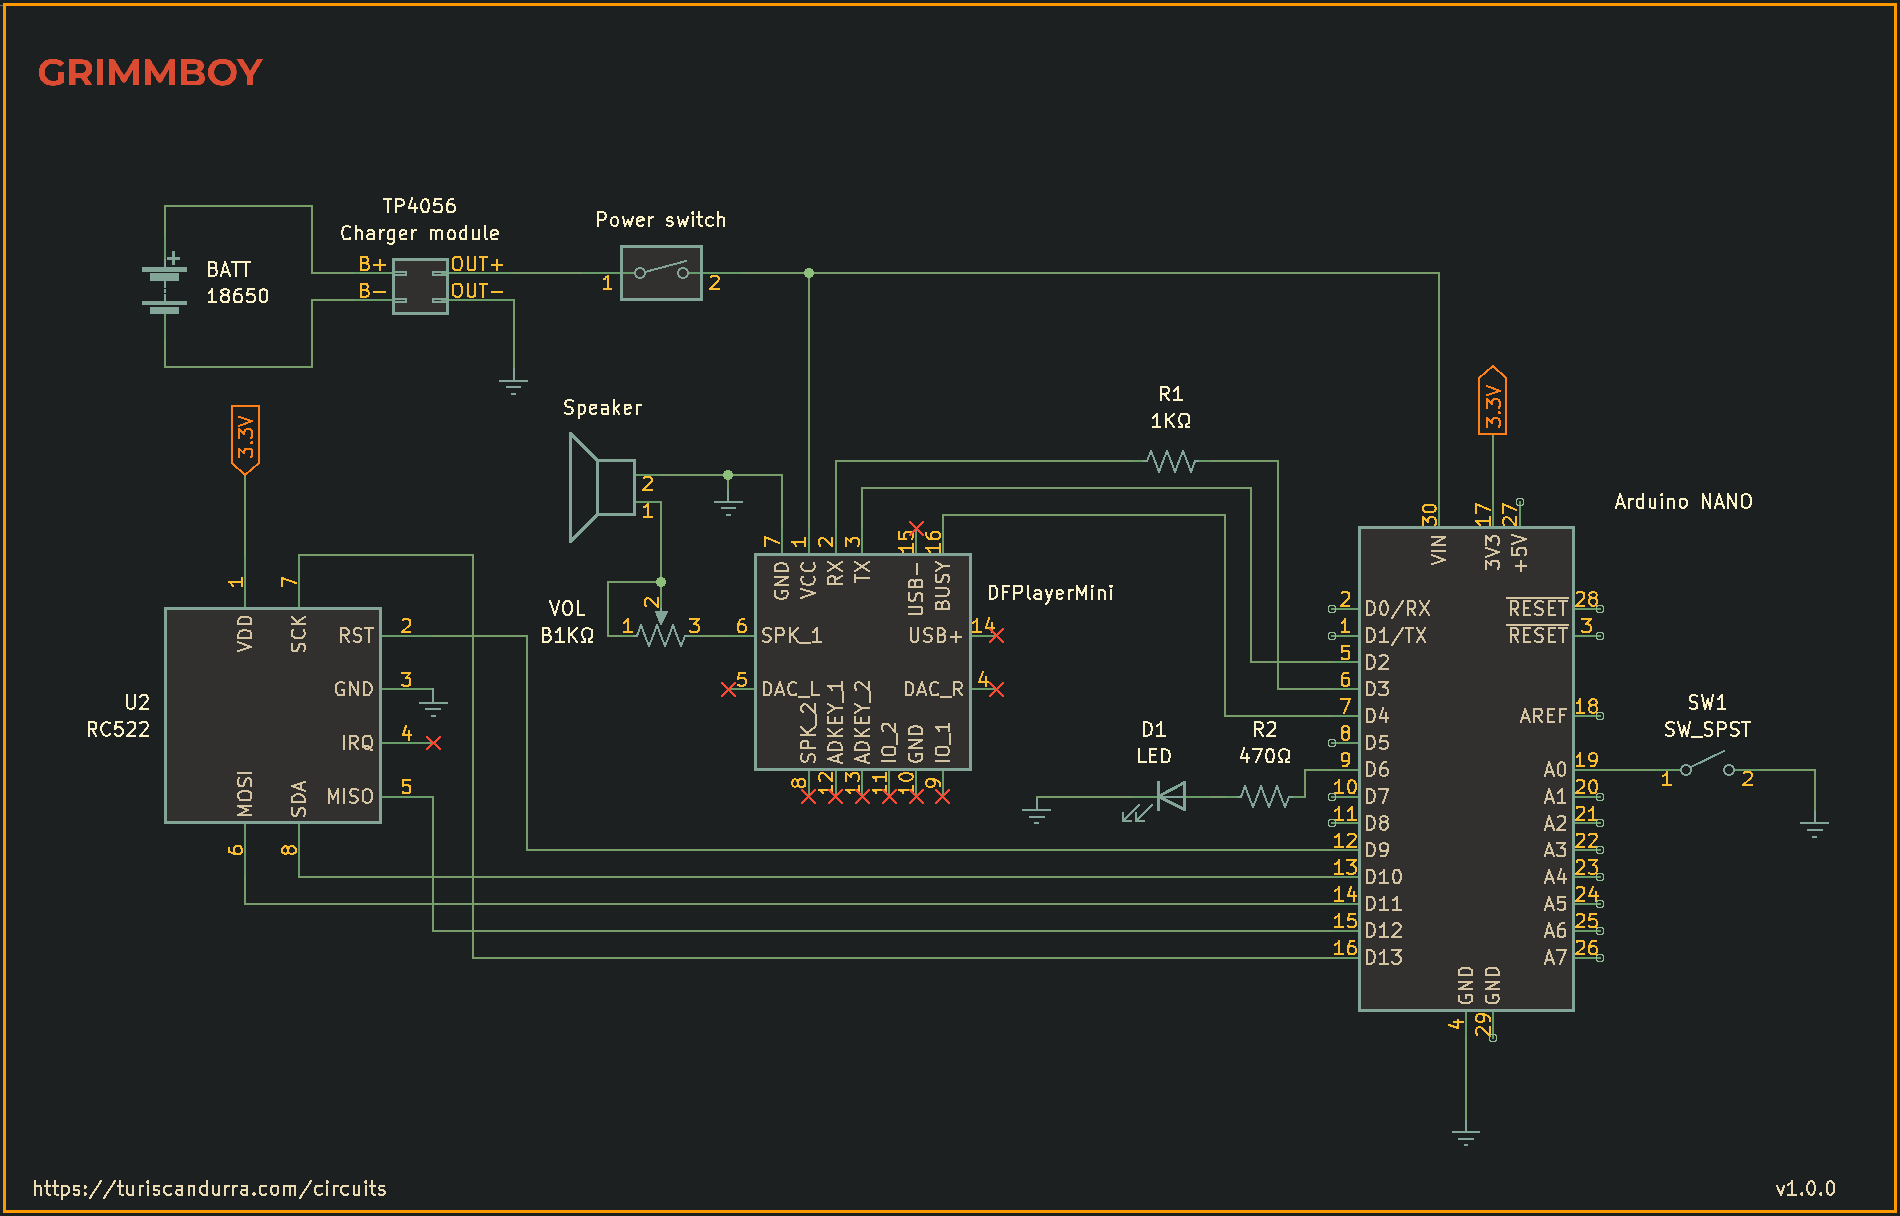 GRIMMBOY
TP4056
Charger module
B+
OUT+
B-
OUT-
BATT
18650
Power switch
1
2
3.3V
Speaker
2
1
R1
1KΩ
3.3V
Arduino NANO
VOL
B1KΩ
1
2
3
DFPlayerMini
7
1
2
3
15
16
GND
VCC
RX
TX
USB-
BUSY
6
SPK_1
USB+
14
5
DAC_L
DAC_R
4
SPK_2
ADKEY_1
ADKEY_2
IO_2
GND
IO_1
8
12
13
11
10
9
U2
RC522
1
7
VDD
SCK
RST
2
GND
3
IRQ
4
MISO
5
MOSI
SDA
6
8
D1
LED
R2
470Ω
30
17
27
VIN
3V3
+5V
2
D0/RX
RESET
28
1
D1/TX
RESET
3
5
D2
6
D3
7
D4
AREF
18
8
D5
9
D6
A0
19
10
D7
A1
20
11
D8
A2
21
12
D9
A3
22
13
D10
A4
23
14
D11
A5
24
15
D12
A6
25
16
D13
A7
26
GND
GND
4
29
SW1
SW_SPST
1
2
https://turiscandurra.com/circuits
v1.0.0